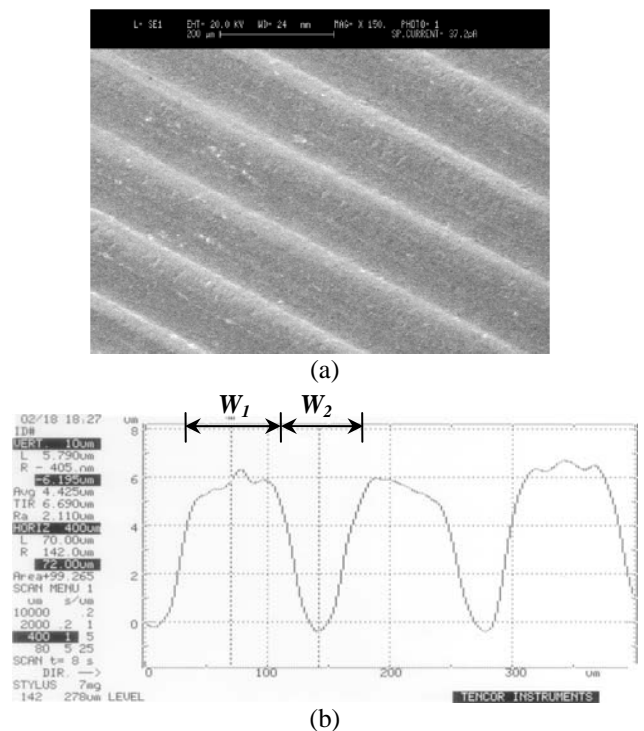 L= SE1 EHT= 20.0 KV WD= 24 mm MAG= X 150. PHOTO= 1
200 µm SP.CURRENT= 37.2pA
(a)
W1 W2
02/18 18:27 um
ID#
VERT. 10um
L 5.790um
R - 405.nm
-6.195um
Avg 4.425um
TIR 6.690um
Ra 2.110um
HORIZ 400um
L 70.00um
R 142.0um
72.00um
Area+99.265
SCAN MENU 1
um s/um
10000 .2
2000 .2 1
400 1 5
80 5 25
SCAN t= 8 s
DIR. -->
STYLUS 7mg
142 278um LEVEL
8
6
4
2
0
0 100 200 300 um
TENCOR INSTRUMENTS
(b)